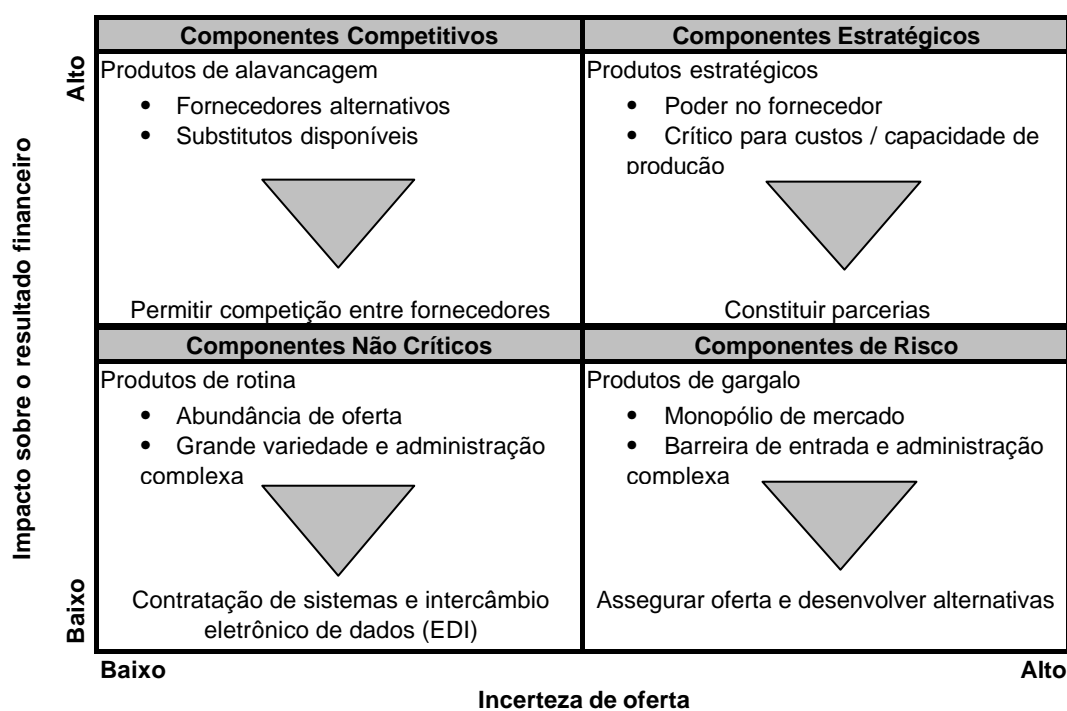 Componentes Competitivos
Produtos de alavancagem
• Fornecedores alternativos
• Substitutos disponíveis
Permitir competição entre fornecedores
Componentes Estratégicos
Produtos estratégicos
• Poder no fornecedor
• Crítico para custos / capacidade de
produção
Constituir parcerias
Componentes Não Críticos
Produtos de rotina
• Abundância de oferta
• Grande variedade e administração
complexa
Contratação de sistemas e intercâmbio
eletrônico de dados (EDI)
Componentes de Risco
Produtos de gargalo
• Monopólio de mercado
• Barreira de entrada e administração
complexa
Assegurar oferta e desenvolver alternativas
Impacto sobre o resultado financeiro
Alto
Baixo
Baixo
Alto
Incerteza de oferta